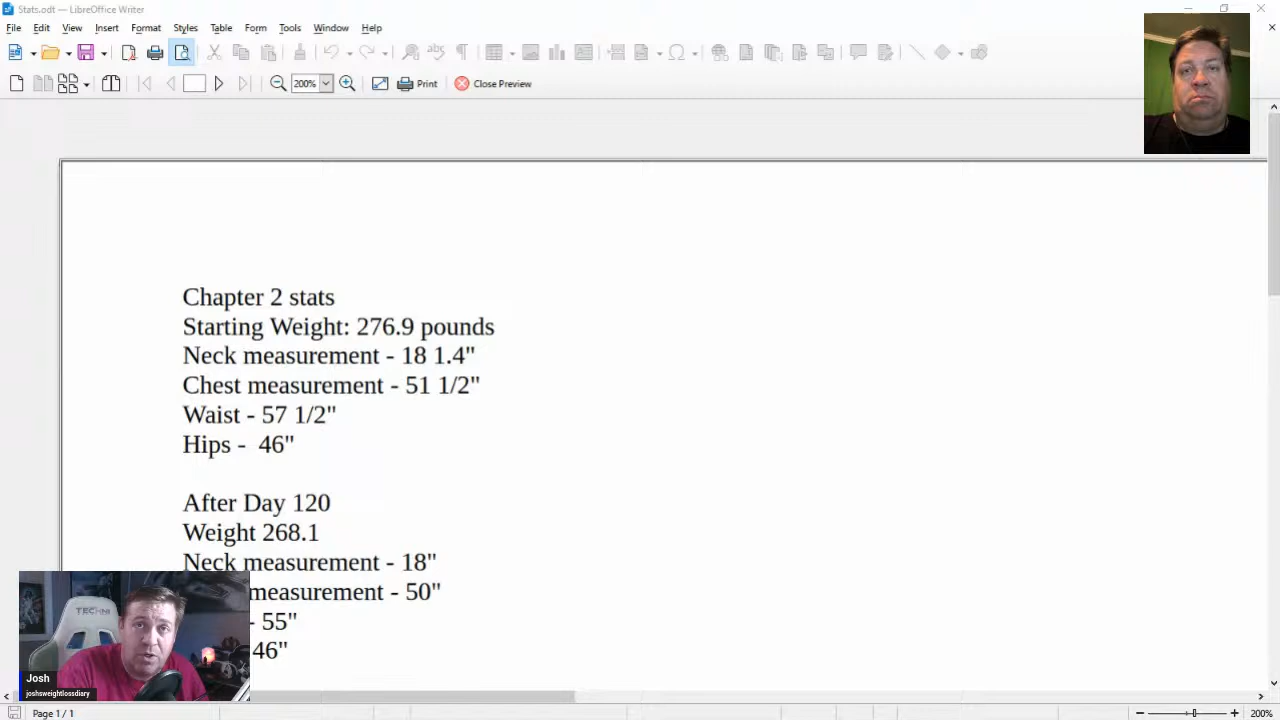 Stats.odt — LibreOffice Writer
File Edit View Insert Format Styles Table Form Tools Window Help
200% Print Close Preview
Chapter 2 stats
Starting Weight: 276.9 pounds
Neck measurement - 18 1.4"
Chest measurement - 51 1/2"
Waist - 57 1/2"
Hips - 46"
After Day 120
Weight 268.1
Neck measurement - 18"
measurement - 50"
- 55"
46"
TECHNI
Josh
joshsweightlossdiary
Page 1 / 1
200%